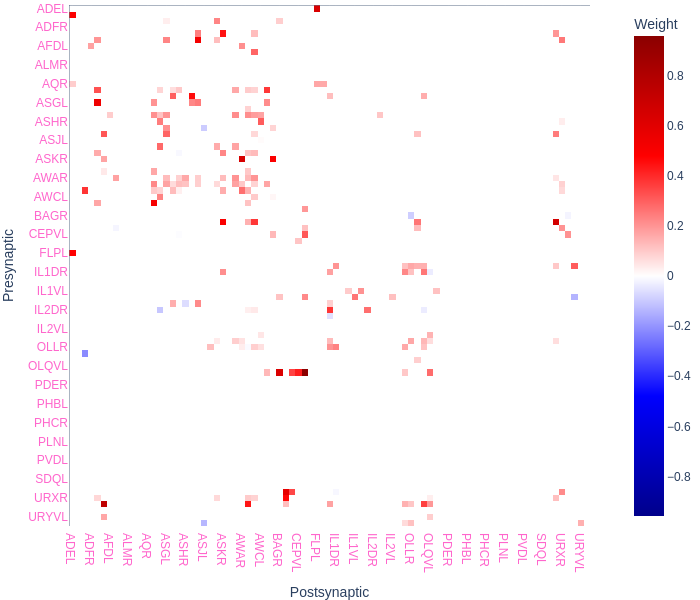 Weight
ADEL
ADFR
AFDL
ALMR
AQR
ASGL
ASHR
ASJL
ASKR
AWAR
AWCL
BAGR
CEPVL
FLPL
IL1DR
IL1VL
IL2DR
IL2VL
OLLR
OLQVL
PDER
PHBL
PHCR
PLNL
PVDL
SDQL
URXR
URYVL
Presynaptic
0.8
0.6
0.4
0.2
0
−0.2
−0.4
−0.6
−0.8
ADEL ADFR AFDL ALMR AQR ASGL ASHR ASJL ASKR AWAR AWCL BAGR CEPVL FLPL IL1DR IL1VL IL2DR IL2VL OLLR OLQVL PDER PHBL PHCR PLNL PVDL SDQL URXR URYVL
Postsynaptic